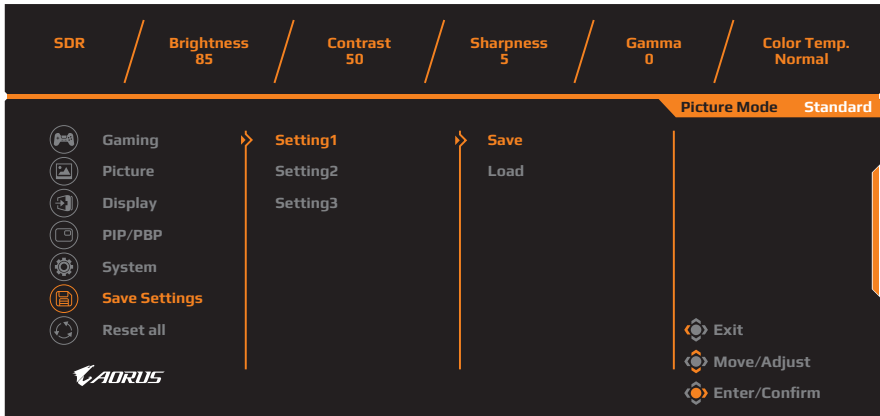 SDR
Brightness
85
Contrast
50
Sharpness
5
Gamma
0
Color Temp.
Normal
Picture Mode Standard
Gaming
Picture
Display
PIP/PBP
System
Save Settings
Reset all
Setting1
Setting2
Setting3
Save
Load
AORUS
Exit
Move/Adjust
Enter/Confirm